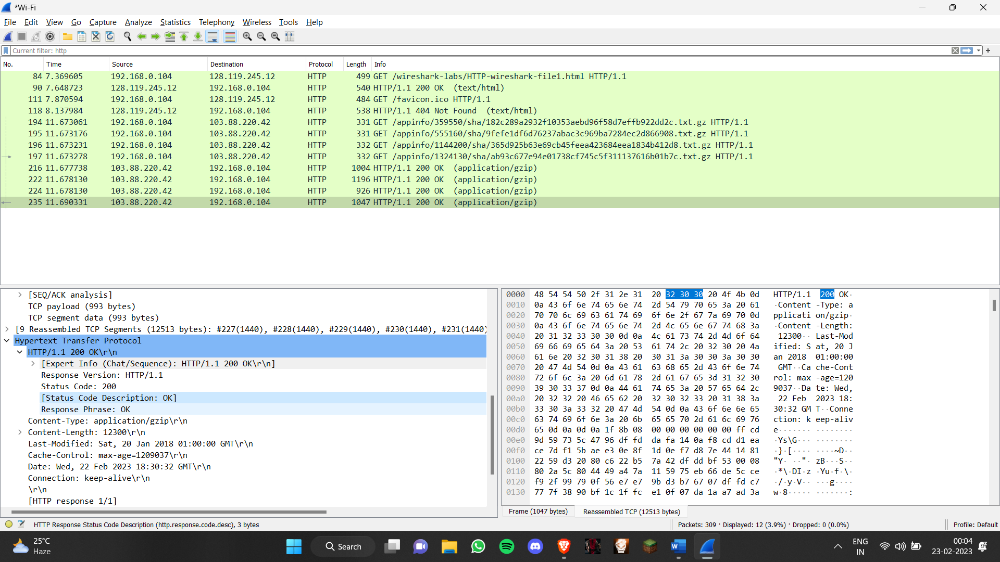 *Wi-Fi
File Edit View Go Capture Analyze Statistics Telephony Wireless Tools Help
Current filter: http
No. Time Source Destination Protocol Length Info
84 7.369605 192.168.0.104 128.119.245.12 HTTP 499 GET /wireshark-labs/HTTP-wireshark-file1.html HTTP/1.1
90 7.648723 128.119.245.12 192.168.0.104 HTTP 540 HTTP/1.1 200 OK (text/html)
111 7.870594 192.168.0.104 128.119.245.12 HTTP 484 GET /favicon.ico HTTP/1.1
118 8.137984 128.119.245.12 192.168.0.104 HTTP 538 HTTP/1.1 404 Not Found (text/html)
194 11.673061 192.168.0.104 103.88.220.42 HTTP 331 GET /appinfo/359550/sha/182c289a2932f10353aebd96f58d7effb922dd2c.txt.gz HTTP/1.1
195 11.673176 192.168.0.104 103.88.220.42 HTTP 331 GET /appinfo/555160/sha/9fefe1df6d76237abac3c969ba7284ec2d866908.txt.gz HTTP/1.1
196 11.673231 192.168.0.104 103.88.220.42 HTTP 332 GET /appinfo/1144200/sha/365d925b63e69cb45feea423684eea1834b412d8.txt.gz HTTP/1.1
197 11.673278 192.168.0.104 103.88.220.42 HTTP 332 GET /appinfo/1324130/sha/ab93c677e94e01738cf745c5f311137616b01b7c.txt.gz HTTP/1.1
216 11.677738 103.88.220.42 192.168.0.104 HTTP 1004 HTTP/1.1 200 OK (application/gzip)
222 11.678130 103.88.220.42 192.168.0.104 HTTP 1196 HTTP/1.1 200 OK (application/gzip)
224 11.678130 103.88.220.42 192.168.0.104 HTTP 926 HTTP/1.1 200 OK (application/gzip)
235 11.690331 103.88.220.42 192.168.0.104 HTTP 1047 HTTP/1.1 200 OK (application/gzip)
[SEQ/ACK analysis]
TCP payload (993 bytes)
TCP segment data (993 bytes)
[9 Reassembled TCP Segments (12513 bytes): #227(1440), #228(1440), #229(1440), #230(1440), #231(1440)
Hypertext Transfer Protocol
HTTP/1.1 200 OK\r\n
[Expert Info (Chat/Sequence): HTTP/1.1 200 OK\r\n]
Response Version: HTTP/1.1
Status Code: 200
[Status Code Description: OK]
Response Phrase: OK
Content-Type: application/gzip\r\n
Content-Length: 12300\r\n
Last-Modified: Sat, 20 Jan 2018 01:00:00 GMT\r\n
Cache-Control: max-age=1209037\r\n
Date: Wed, 22 Feb 2023 18:30:32 GMT\r\n
Connection: keep-alive\r\n
\r\n
[HTTP response 1/1]
0000 48 54 54 50 2f 31 2e 31 20 32 30 30 20 4f 4b 0d HTTP/1.1 200 OK·
0010 0a 43 6f 6e 74 65 6e 74 2d 54 79 70 65 3a 20 61 ·Content -Type: a
0020 70 70 6c 69 63 61 74 69 6f 6e 2f 67 7a 69 70 0d pplicati on/gzip·
0030 0a 43 6f 6e 74 65 6e 74 2d 4c 65 6e 67 74 68 3a ·Content -Length:
0040 20 31 32 33 30 30 0d 0a 4c 61 73 74 2d 4d 6f 64 12300·· Last-Mod
0050 69 66 69 65 64 3a 20 53 61 74 2c 20 32 30 20 4a ified: S at, 20 J
0060 61 6e 20 32 30 31 38 20 30 31 3a 30 30 3a 30 30 an 2018 01:00:00
0070 20 47 4d 54 0d 0a 43 61 63 68 65 2d 43 6f 6e 74 GMT··Ca che-Cont
0080 72 6f 6c 3a 20 6d 61 78 2d 61 67 65 3d 31 32 30 rol: max -age=120
0090 39 30 33 37 0d 0a 44 61 74 65 3a 20 57 65 64 2c 9037··Da te: Wed,
00a0 20 32 32 20 46 65 62 20 32 30 32 33 20 31 38 3a 22 Feb 2023 18:
00b0 33 30 3a 33 32 20 47 4d 54 0d 0a 43 6f 6e 6e 65 30:32 GM T··Conne
00c0 63 74 69 6f 6e 3a 20 6b 65 65 70 2d 61 6c 69 76 ction: k eep-aliv
00d0 65 0d 0a 0d 0a 1f 8b 08 00 00 00 00 00 00 ff cd e······· ········
00e0 9d 59 73 5c 47 96 df fd da fa 14 0a f8 cd d1 ea ·Ys\G··· ········
00f0 ce 7d f1 5b ae e3 0e 8f 1d 0e f7 d8 7e 44 14 81 ·}·[···· ····~D··
0100 22 59 d3 20 80 c6 22 b5 7a 42 df dd bf 53 00 08 "Y· ··"· zB···S··
0110 80 2a 5c 80 44 49 a4 7a 11 59 75 eb 66 de 5c ce ·*\·DI·z ·Yu·f·\·
0120 f9 2f 99 79 0f 56 e7 e7 9b d3 b7 67 07 df fd c7 ·/·y·V·· ···g····
0130 77 7f 38 90 bf 1c 1f fc e1 0f 07 da 1a a7 ad 3a w·8····· ·······:
Frame (1047 bytes) Reassembled TCP (12513 bytes)
HTTP Response Status Code Description (http.response.code.desc), 3 bytes
Packets: 309 · Displayed: 12 (3.9%) · Dropped: 0 (0.0%)
Profile: Default
25°C
Haze
Search
ENG
IN
00:04
23-02-2023